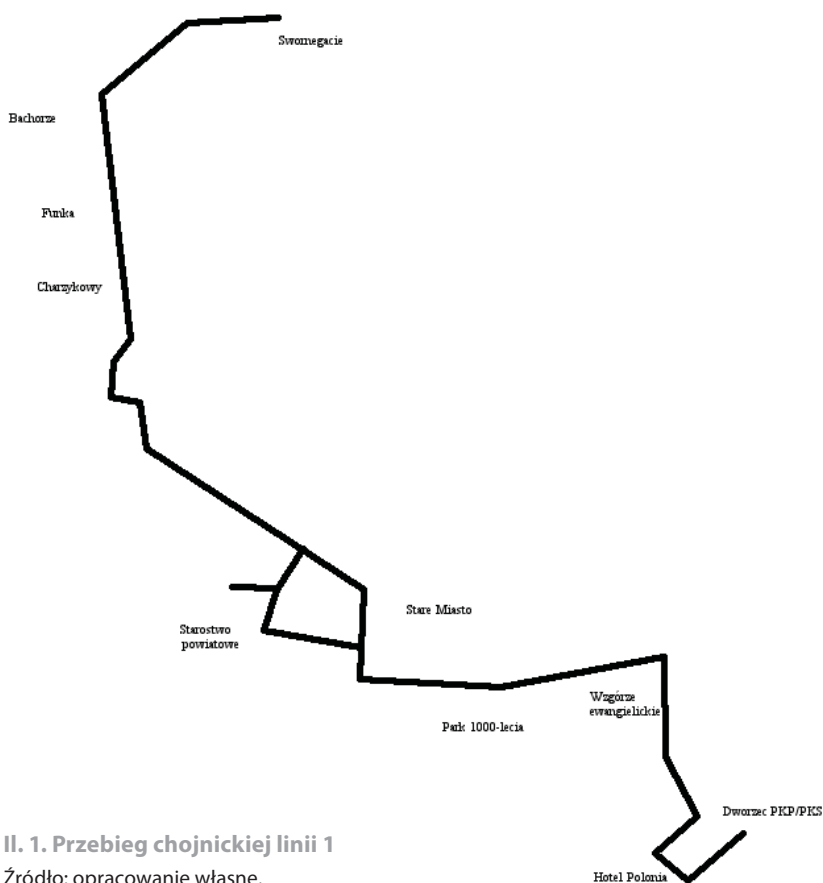 Swornegacie
Bachorze
Funka
Charzykowy
Stare Miasto
Starostwo
powiatowe
Wzgórze
ewangielickie
Park 1000-lecia
Dworzec PKP/PKS
Il. 1. Przebieg chojnickiej linii 1
Źródło: opracowanie własne.
Hotel Polonia